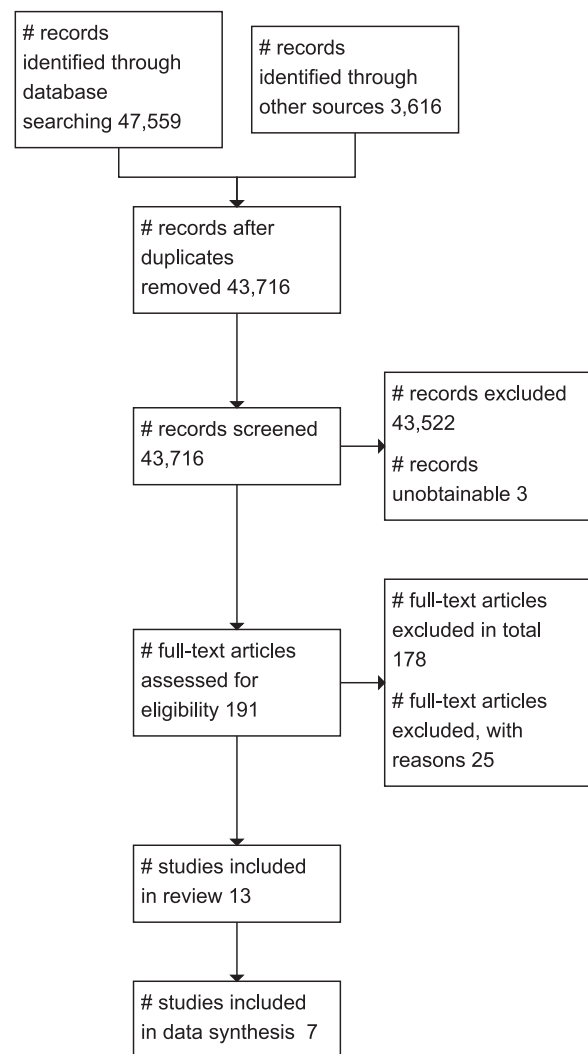 # records
identified through
database
searching 47,559
# records
identified through
other sources 3,616
# records after
duplicates
removed 43,716
# records screened
43,716
# records excluded
43,522
# records
unobtainable 3
# full-text articles
assessed for
eligibility 191
# full-text articles
excluded in total
178
# full-text articles
excluded, with
reasons 25
# studies included
in review 13
# studies included
in data synthesis 7